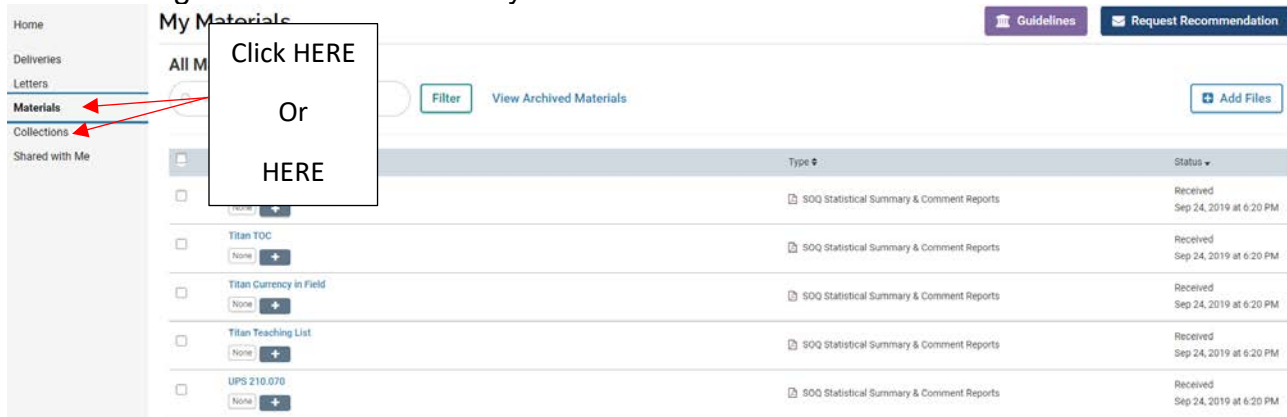 Home
My Materials
Guidelines
Request Recommendation
Deliveries
Letters
Materials
Collections
Shared with Me
All M
Click HERE
Or
HERE
Filter
View Archived Materials
Add Files
Type
Status
None
SOQ Statistical Summary & Comment Reports
Received
Sep 24, 2019 at 6:20 PM
Titan TOC
None
SOQ Statistical Summary & Comment Reports
Received
Sep 24, 2019 at 6:20 PM
Titan Currency in Field
None
SOQ Statistical Summary & Comment Reports
Received
Sep 24, 2019 at 6:20 PM
Titan Teaching List
None
SOQ Statistical Summary & Comment Reports
Received
Sep 24, 2019 at 6:20 PM
UPS 210.070
None
SOQ Statistical Summary & Comment Reports
Received
Sep 24, 2019 at 6:20 PM